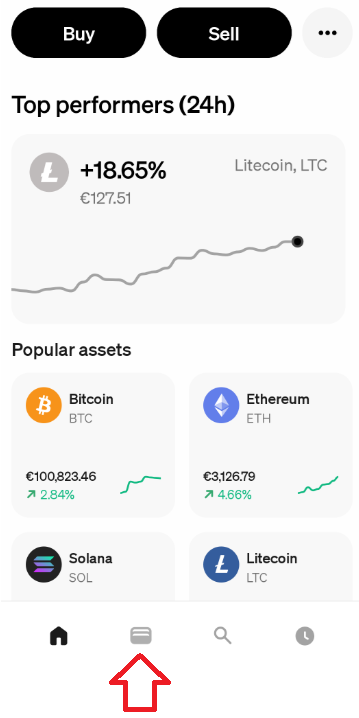 Buy Sell
Top performers (24h)
+18.65% Litecoin, LTC
€127.51
Popular assets
Bitcoin
BTC
€100,823.46
2.84%
Ethereum
ETH
€3,126.79
4.66%
Solana
SOL
Litecoin
LTC